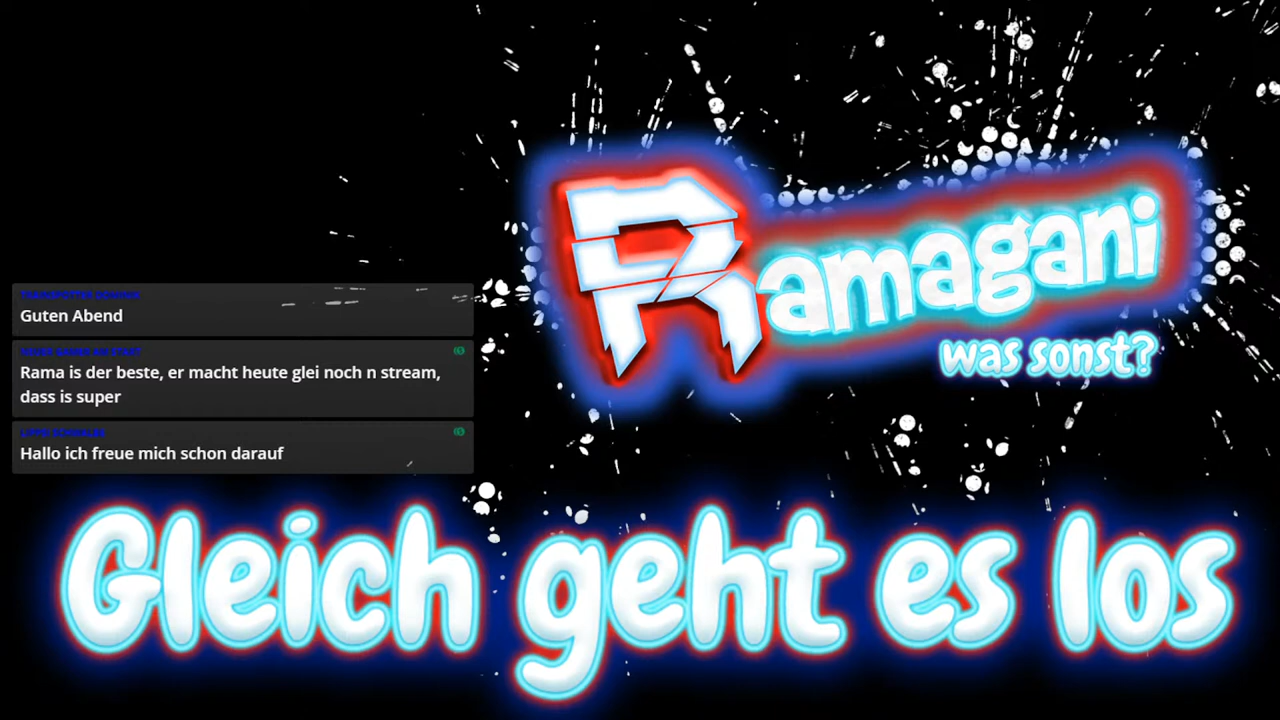 Ramagani
was sonst?
Guten Abend
Rama is der beste, er macht heute glei noch n stream,
dass is super
Hallo ich freue mich schon darauf
Gleich geht es los